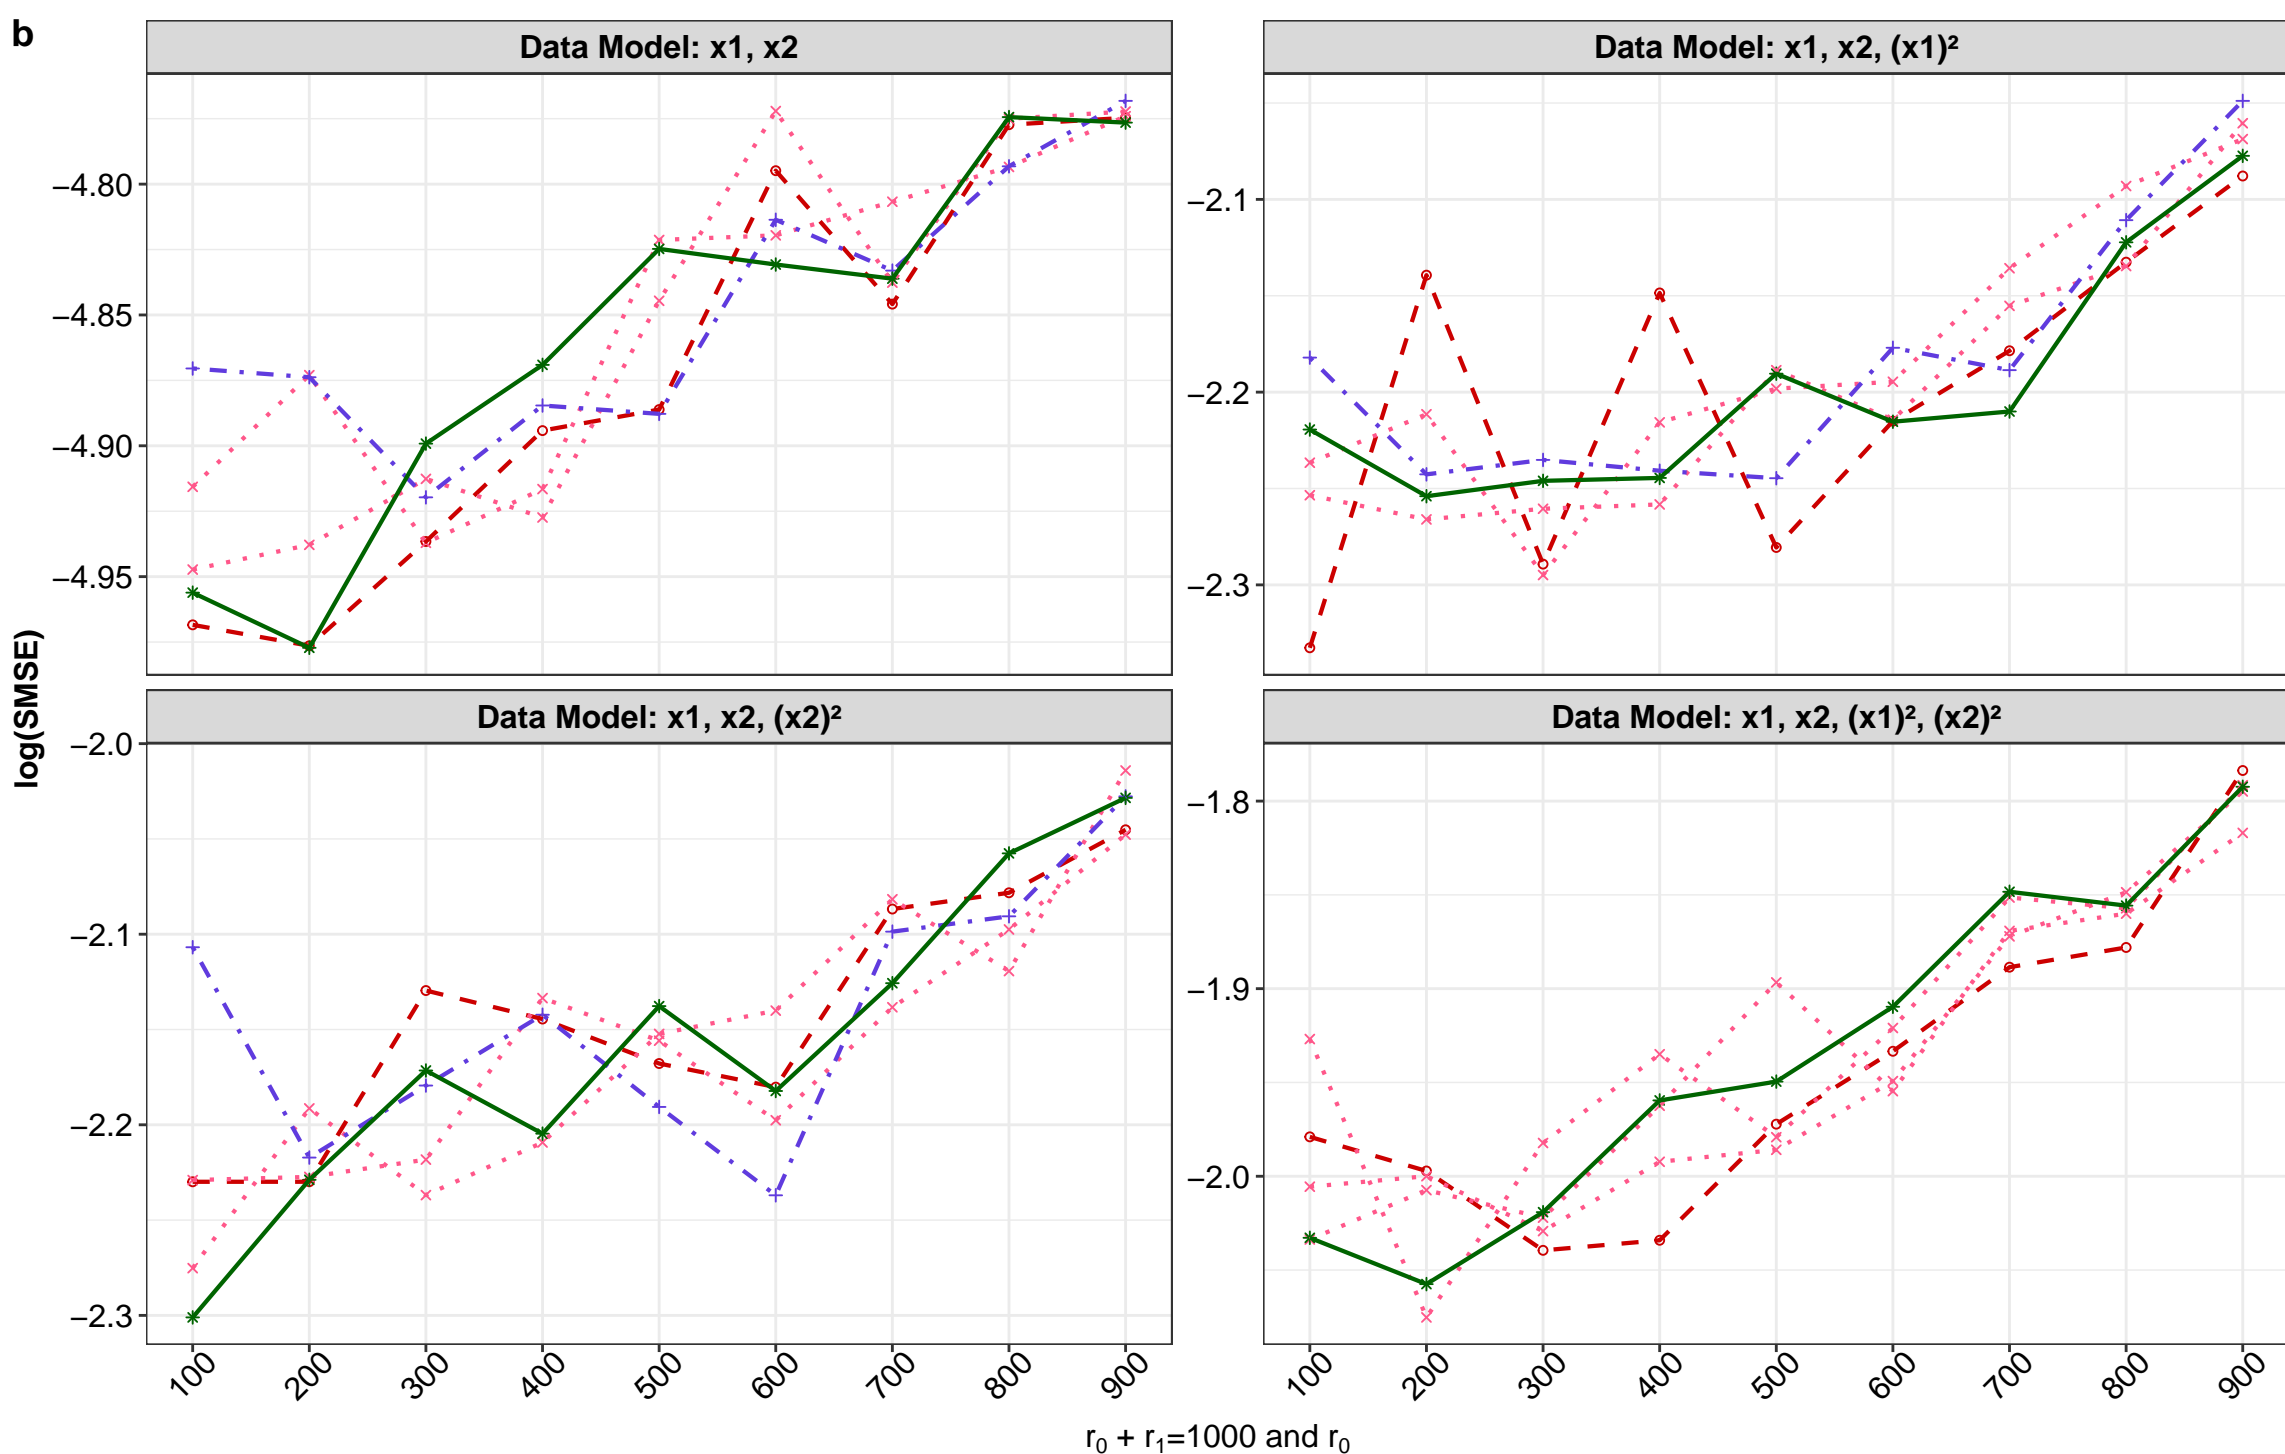 b
Data Model: x1, x2
Data Model: x1, x2, (x1)²
−4.80
−4.85
−4.90
−4.95
−2.1
−2.2
−2.3
log(SMSE)
Data Model: x1, x2, (x2)²
Data Model: x1, x2, (x1)², (x2)²
−2.0
−2.1
−2.2
−2.3
−1.8
−1.9
−2.0
100 200 300 400 500 600 700 800 900
100 200 300 400 500 600 700 800 900
r₀ + r₁=1000 and r₀